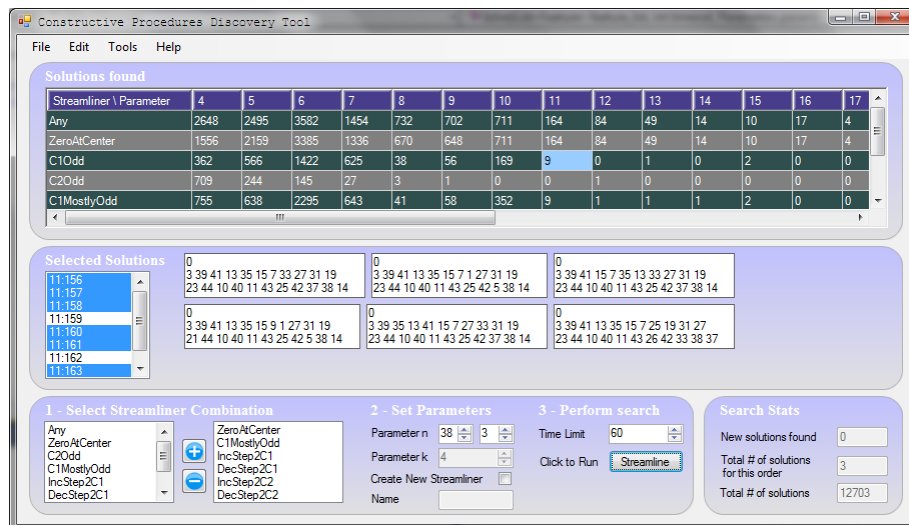 Constructive Procedures Discovery Tool
File Edit Tools Help
Solutions found
Streamliner \ Parameter 4 5 6 7 8 9 10 11 12 13 14 15 16 17
Any 2648 2495 3582 1454 732 702 711 164 84 49 14 10 17 4
ZeroAtCenter 1556 2159 3385 1336 670 648 711 164 84 49 14 10 17 4
C1Odd 362 566 1422 625 38 56 169 9 0 1 0 2 0 0
C2Odd 709 244 145 27 3 1 0 0 1 0 0 0 0 0
C1MostlyOdd 755 638 2295 643 41 58 352 9 1 1 1 2 0 0
Selected Solutions
11:156
11:157
11:158
11:159
11:160
11:161
11:162
11:163
0
3 39 41 13 35 15 7 33 27 31 19
23 44 10 40 11 43 25 42 37 38 14
0
3 39 41 13 35 15 7 1 27 31 19
23 44 10 40 11 43 25 42 5 38 14
0
3 39 41 15 7 35 13 33 27 31 19
23 44 10 40 11 43 25 42 37 38 14
0
3 39 41 13 35 15 9 1 27 31 19
21 44 10 40 11 43 25 42 5 38 14
0
3 39 35 13 41 15 7 27 33 31 19
23 44 10 40 11 43 25 42 37 38 14
0
3 39 41 13 35 15 7 25 19 31 27
23 44 10 40 11 43 26 42 33 38 37
1 - Select Streamliner Combination
Any
ZeroAtCenter
C2Odd
C1MostlyOdd
IncStep2C1
DecStep2C1
ZeroAtCenter
C1MostlyOdd
IncStep2C1
DecStep2C1
IncStep2C2
DecStep2C2
2 - Set Parameters
Parameter n 38 3
Parameter k 4
Create New Streamliner
Name
3 - Perform search
Time Limit 60
Click to Run Streamline
Search Stats
New solutions found 0
Total # of solutions
for this order 3
Total # of solutions 12703